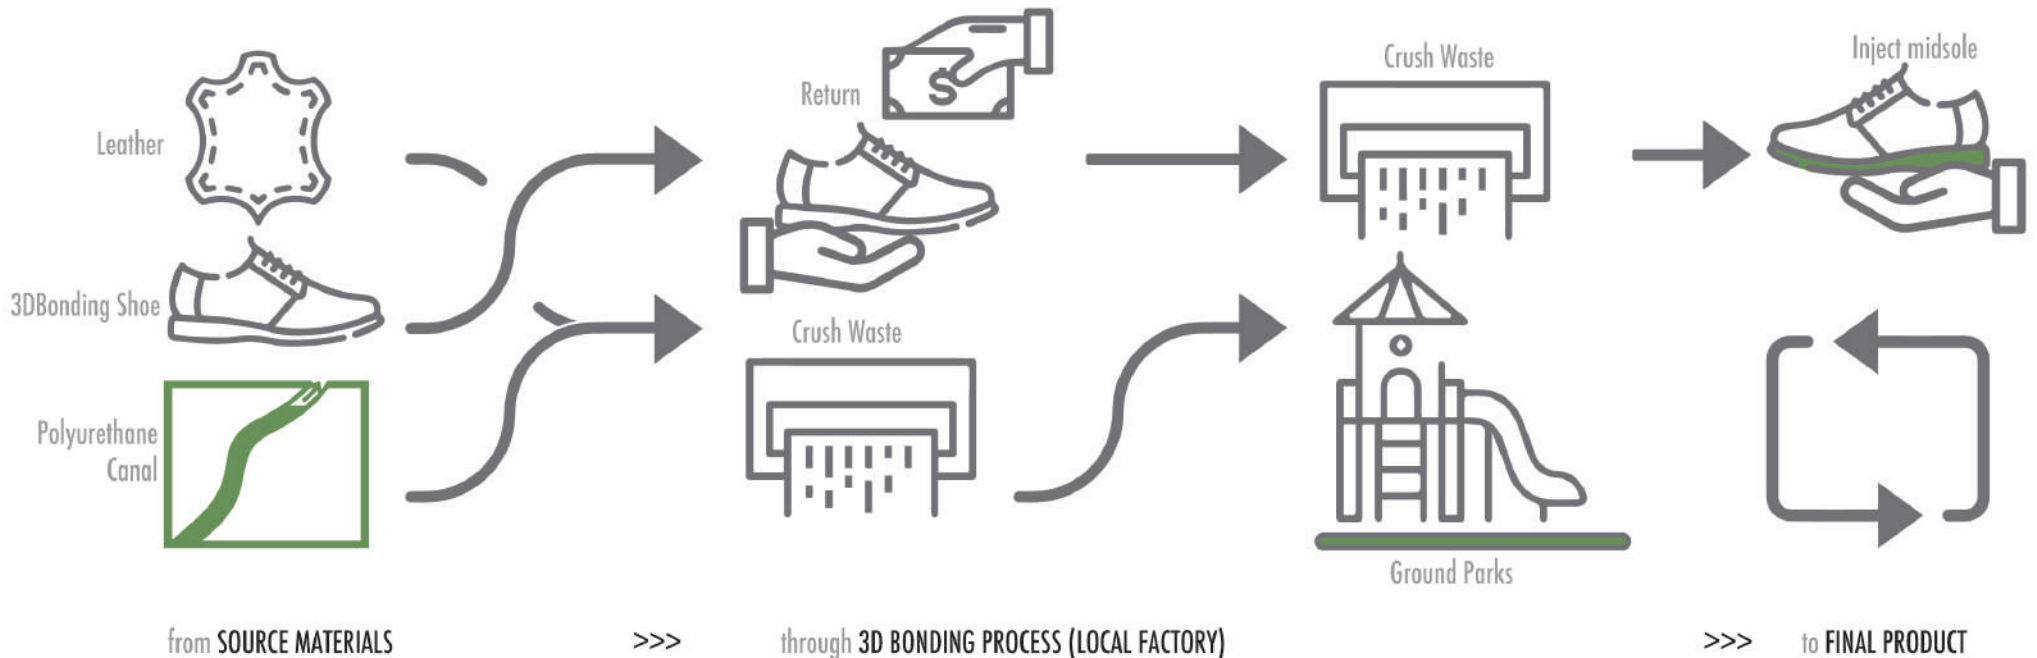 Leather
3DBonding Shoe
Polyurethane
Canal
Return
$
Crush Waste
Crush Waste
Ground Parks
Inject midsole
from SOURCE MATERIALS
>>>
through 3D BONDING PROCESS (LOCAL FACTORY)
>>>
to FINAL PRODUCT